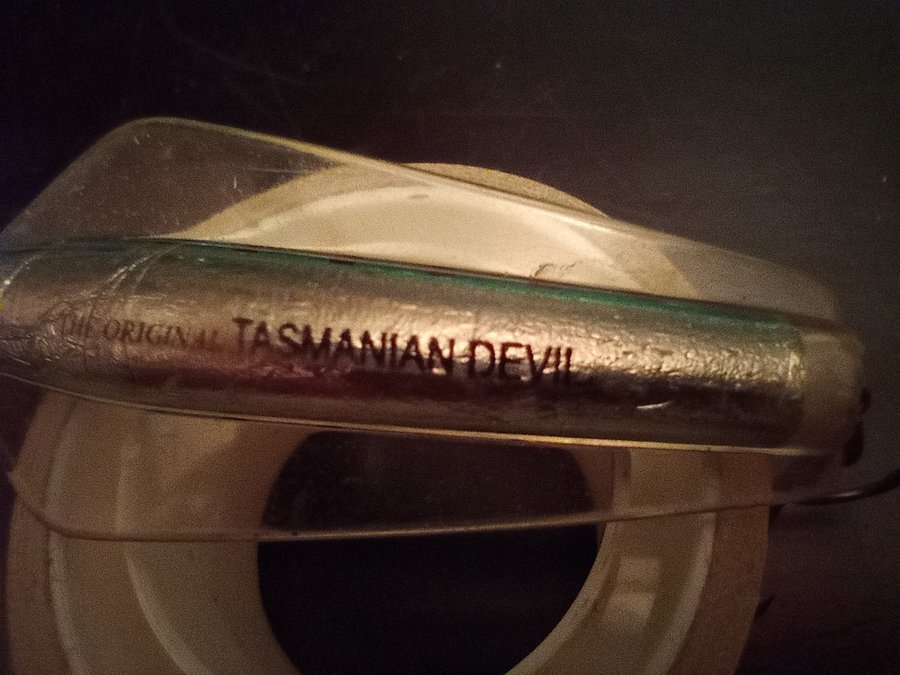 THE ORIGINAL TASMANIAN DEVIL